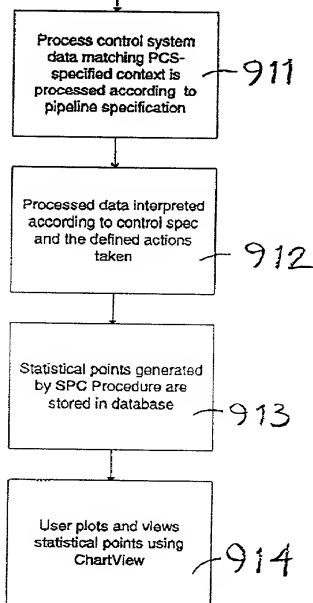 Process control system
data matching PCS-
specified context is
processed according to
pipeline specification
911
Processed data interpreted
according to control spec
and the defined actions
taken
912
Statistical points generated
by SPC Procedure are
stored in database
913
User plots and views
statistical points using
ChartView
914